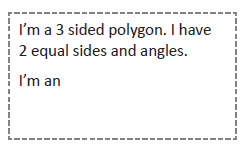 I’m a 3 sided polygon. I have
2 equal sides and angles.
I’m an